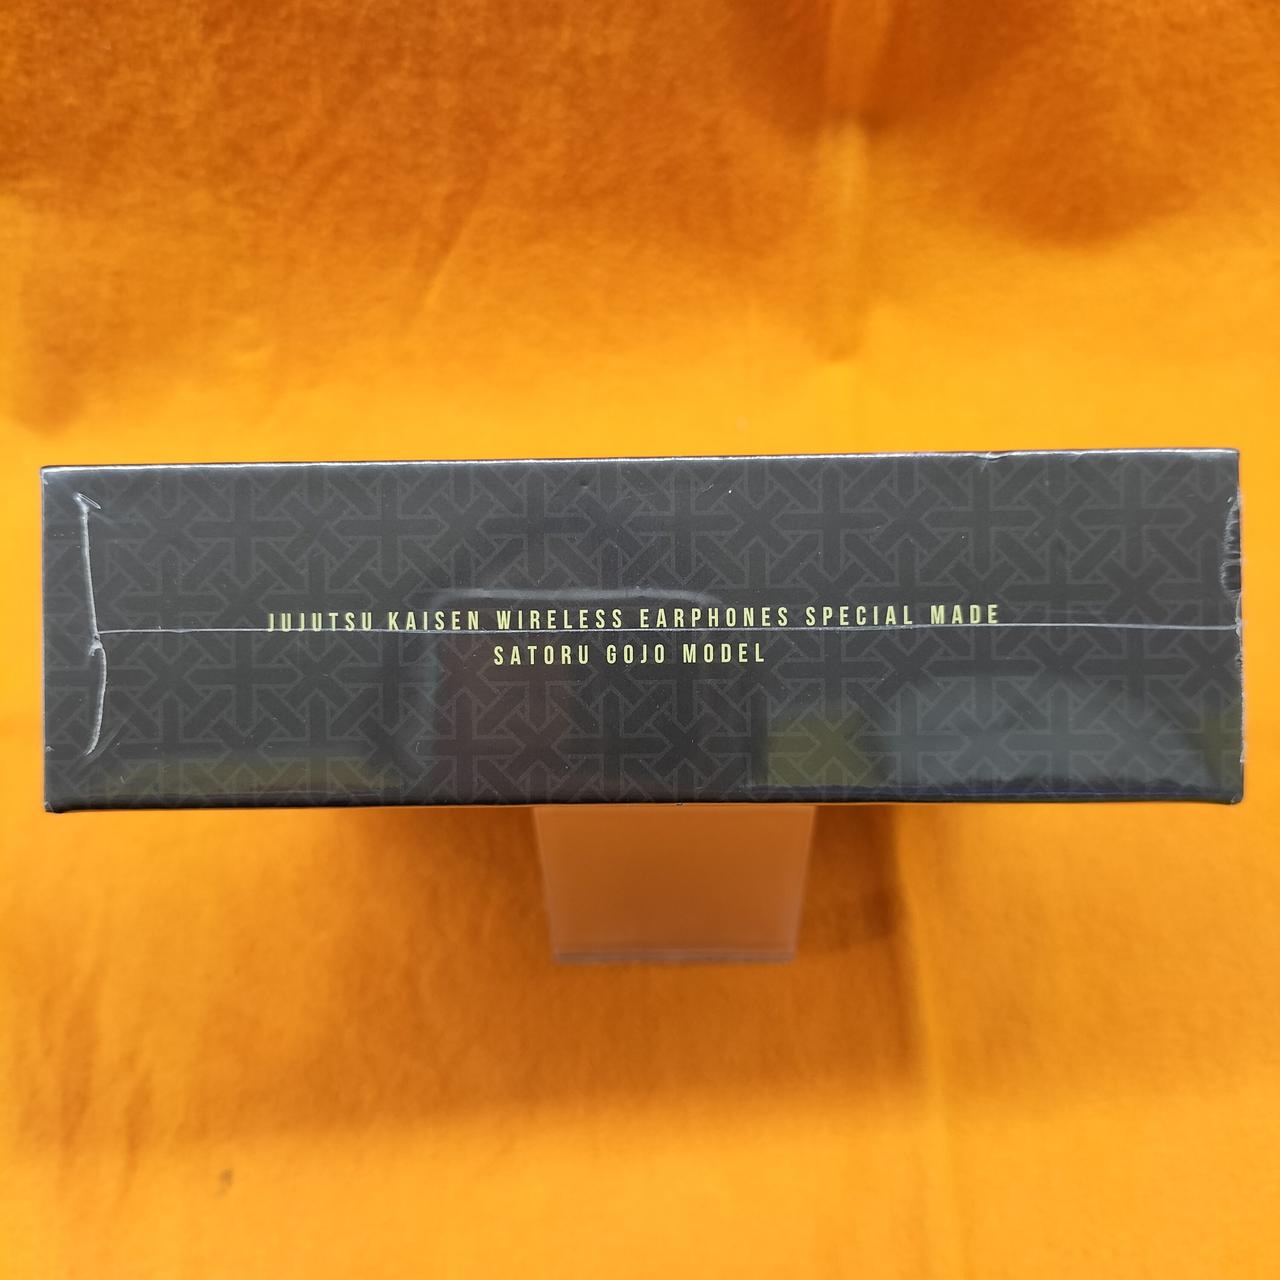 JUJUTSU KAISEN WIRELESS EARPHONES SPECIAL MADE
SATORU GOJO MODEL